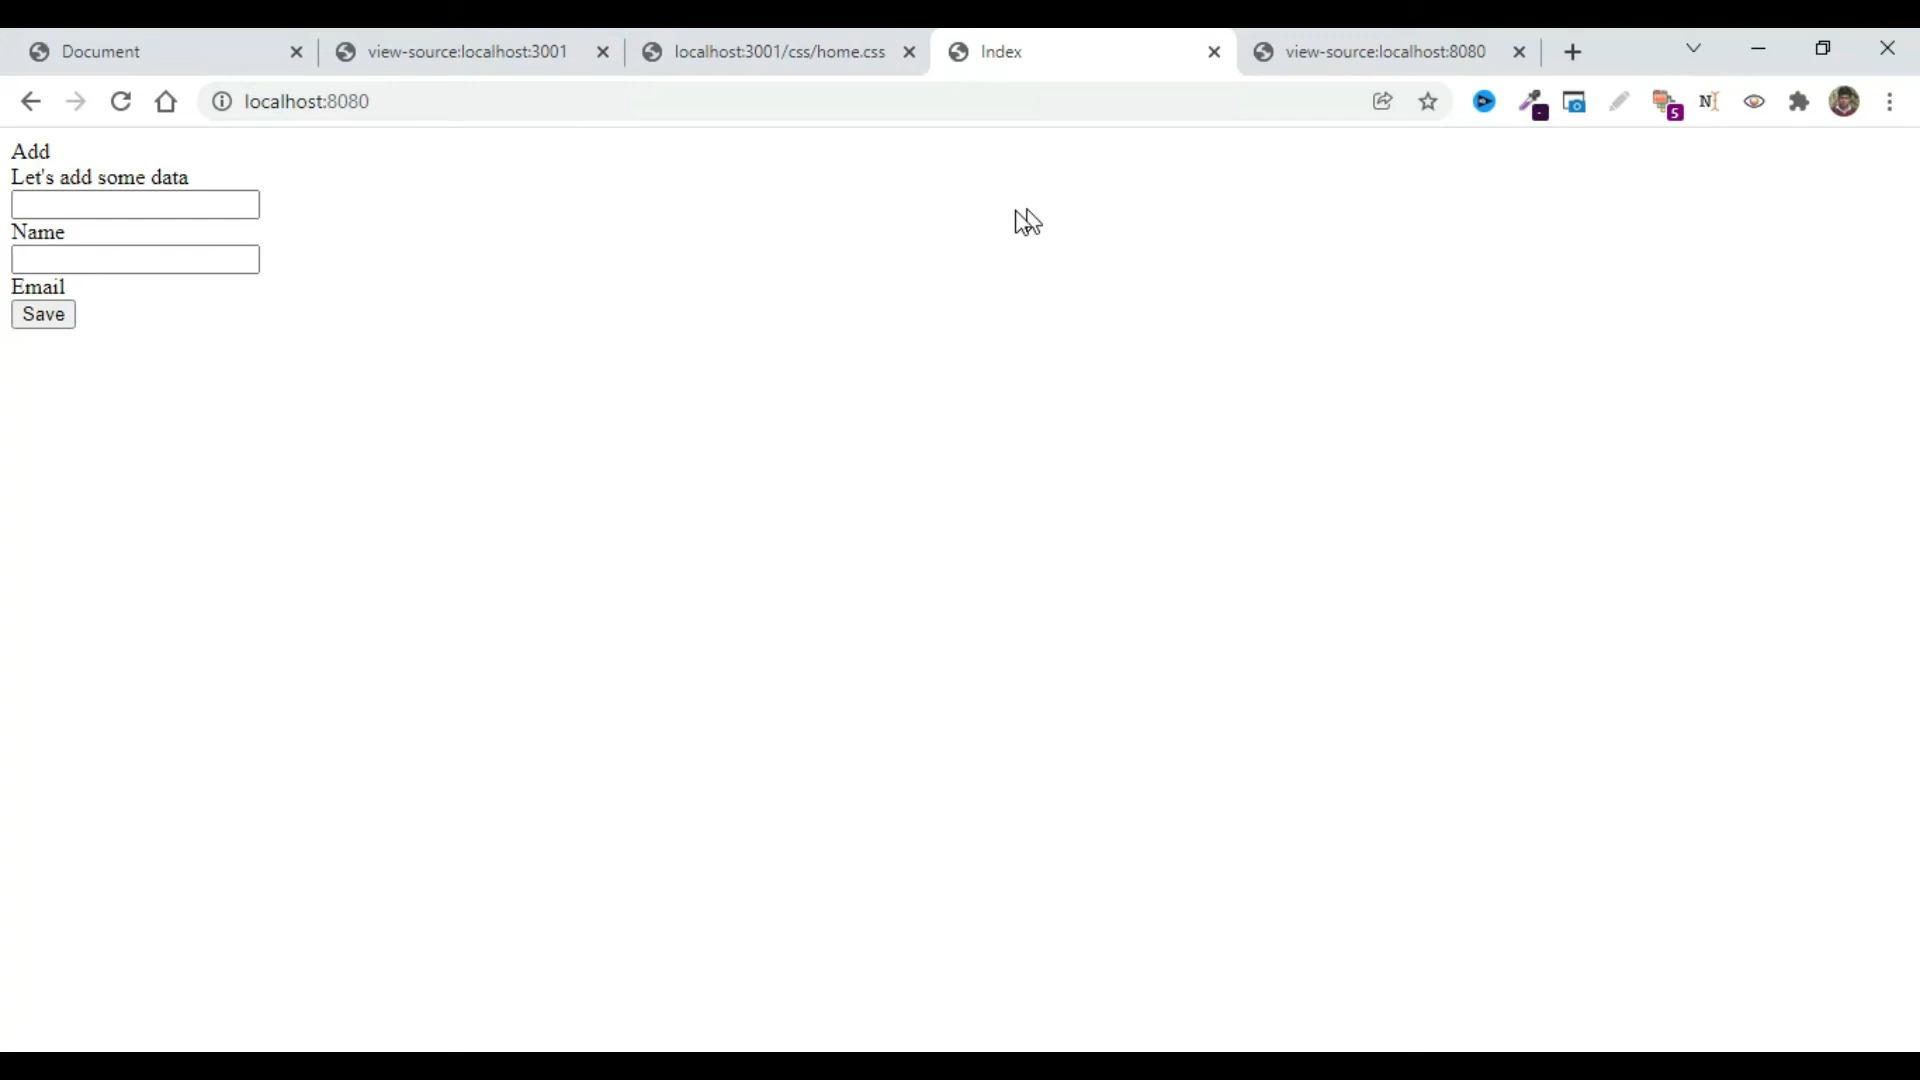 Document
view-source:localhost:3001
localhost:3001/css/home.css
Index
view-source:localhost:8080
localhost:8080
5
N
Add
Let's add some data
Name
Email
Save